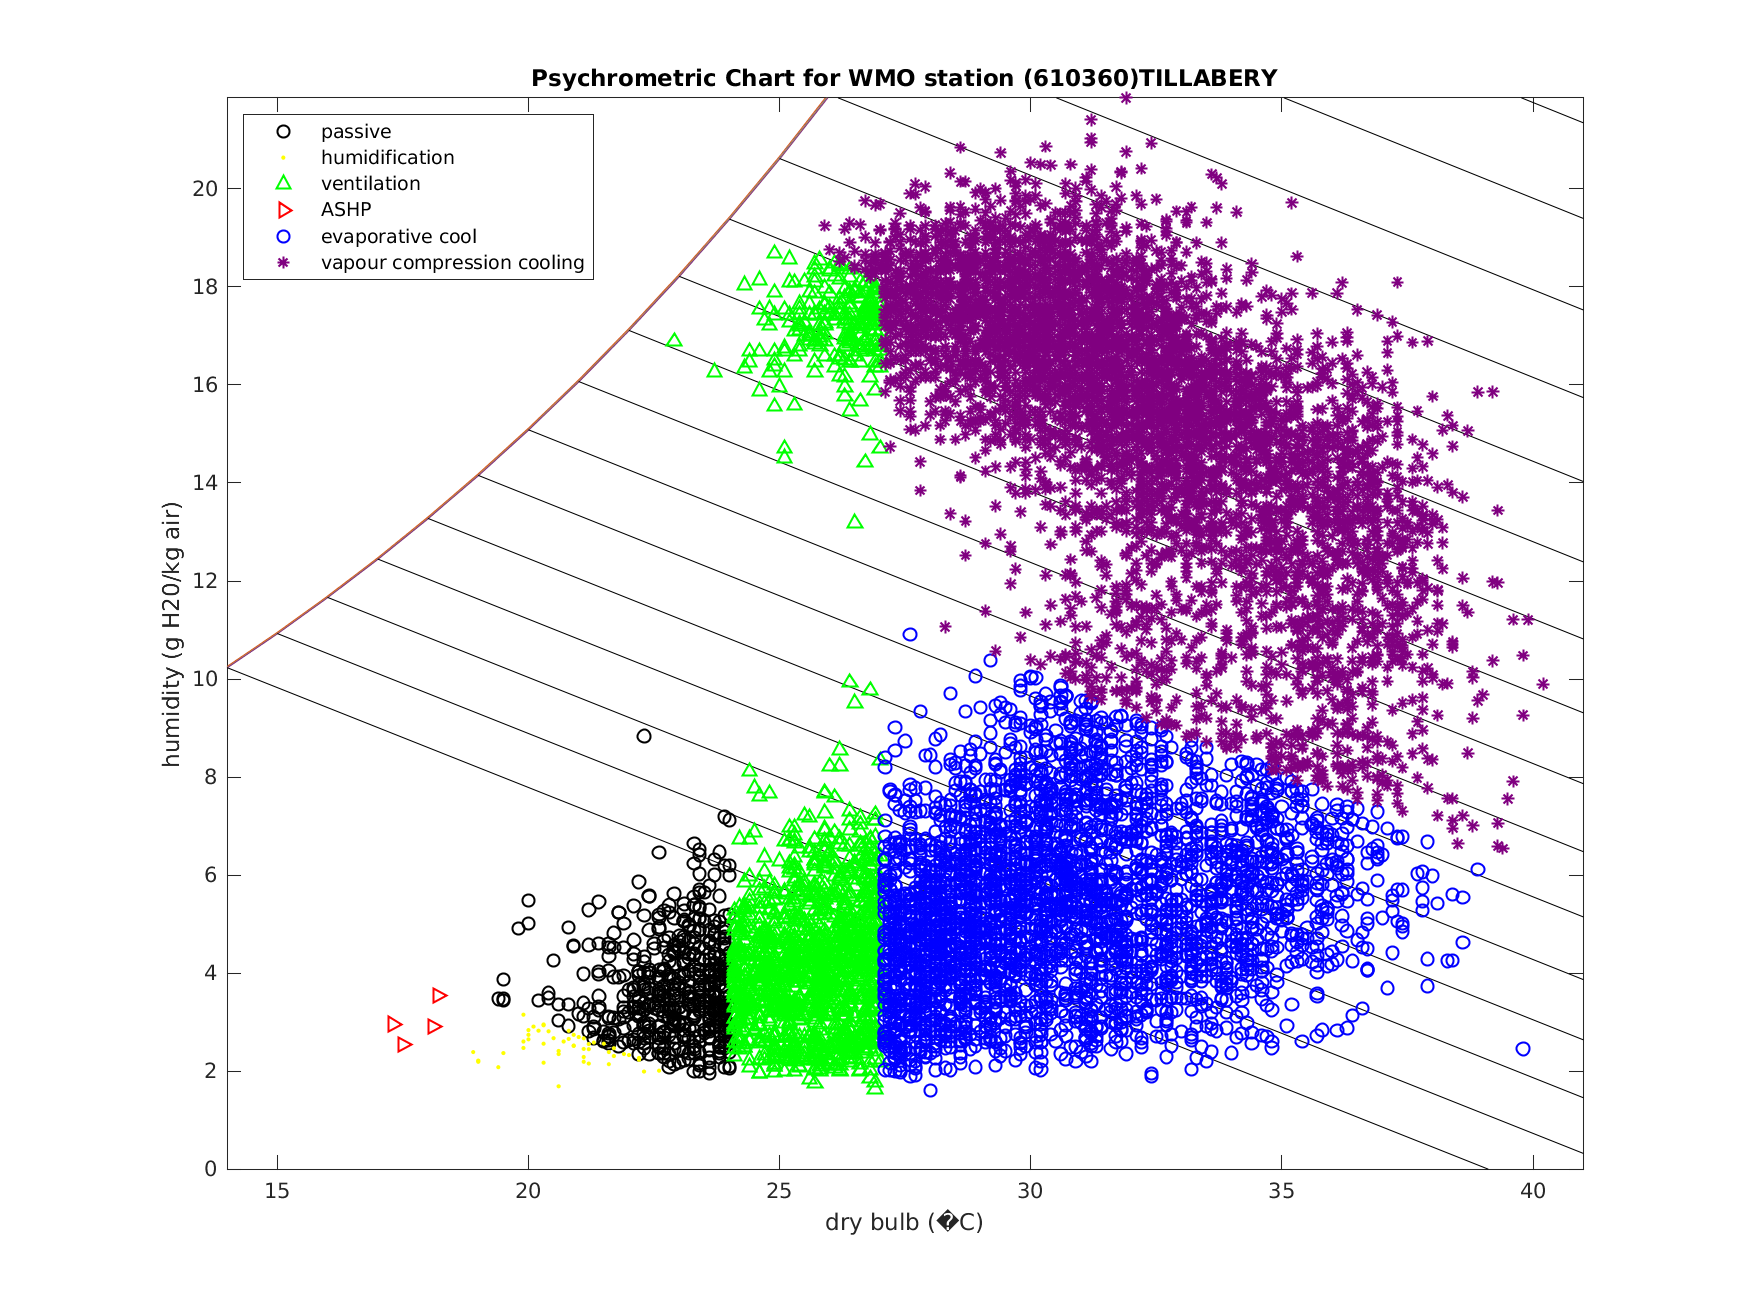 Psychrometric Chart for WMO station (610360)TILLABERY
passive
humidification
ventilation
ASHP
evaporative cool
vapour compression cooling
humidity (g H20/kg air)
20
18
16
14
12
10
8
6
4
2
0
15
20
25
30
35
40
dry bulb (�C)